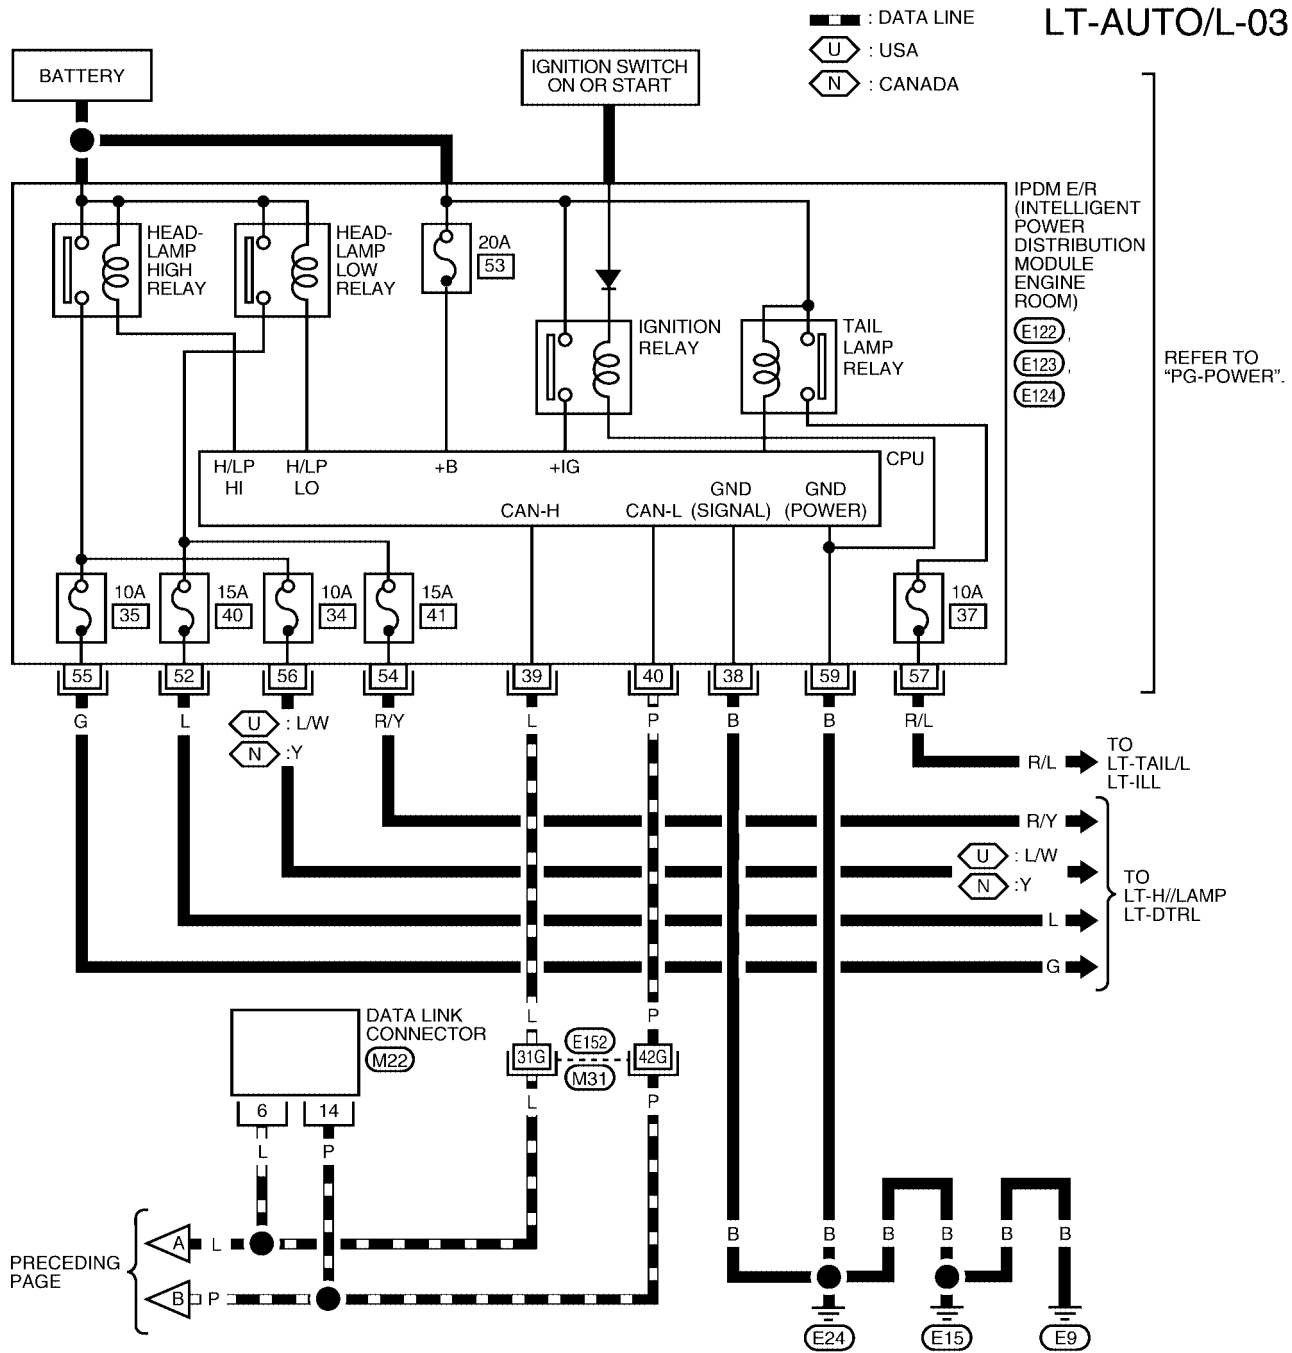 : DATA LINE
LT-AUTO/L-03
U : USA
N : CANADA
BATTERY
IGNITION SWITCH
ON OR START
IPDM E/R
(INTELLIGENT
POWER
DISTRIBUTION
MODULE
ENGINE
ROOM)
E122 ,
E123 ,
E124
REFER TO
“PG-POWER”.
HEAD-
LAMP
HIGH
RELAY
HEAD-
LAMP
LOW
RELAY
20A
53
IGNITION
RELAY
TAIL
LAMP
RELAY
CPU
H/LP
HI
H/LP
LO
+B
+IG
CAN-H
CAN-L
GND
(SIGNAL)
GND
(POWER)
10A
35
15A
40
10A
34
15A
41
10A
37
55 52 56 54 39 40 38 59 57
G L U : L/W R/Y L P B B R/L
N :Y
R/L
TO
LT-TAIL/L
LT-ILL
R/Y
U : L/W
N :Y
L
G
TO
LT-H//LAMP
LT-DTRL
L P
DATA LINK
CONNECTOR
M22
31G E152 42G
M31
L P
6 14
L P
A L
B P
PRECEDING
PAGE
B B B B B B
E24 E15 E9